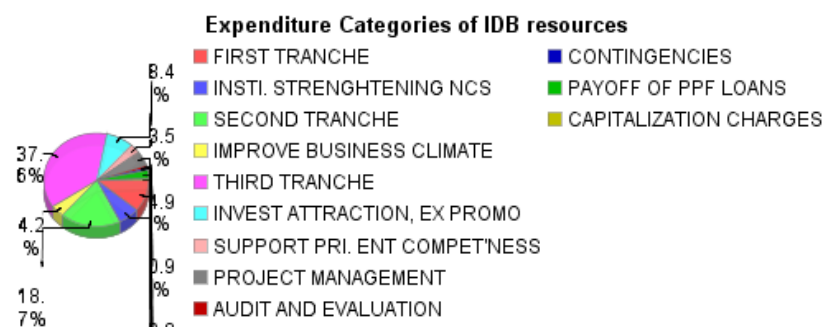 Expenditure Categories of IDB resources
FIRST TRANCHE
INSTI. STRENGHTENING NCS
SECOND TRANCHE
IMPROVE BUSINESS CLIMATE
THIRD TRANCHE
INVEST ATTRACTION, EX PROMO
SUPPORT PRI. ENT COMPET'NESS
PROJECT MANAGEMENT
AUDIT AND EVALUATION
CONTINGENCIES
PAYOFF OF PPF LOANS
CAPITALIZATION CHARGES
8.4
%
3.5
%
37.
6%
4.9
%
4.2
%
0.9
%
18.
7%